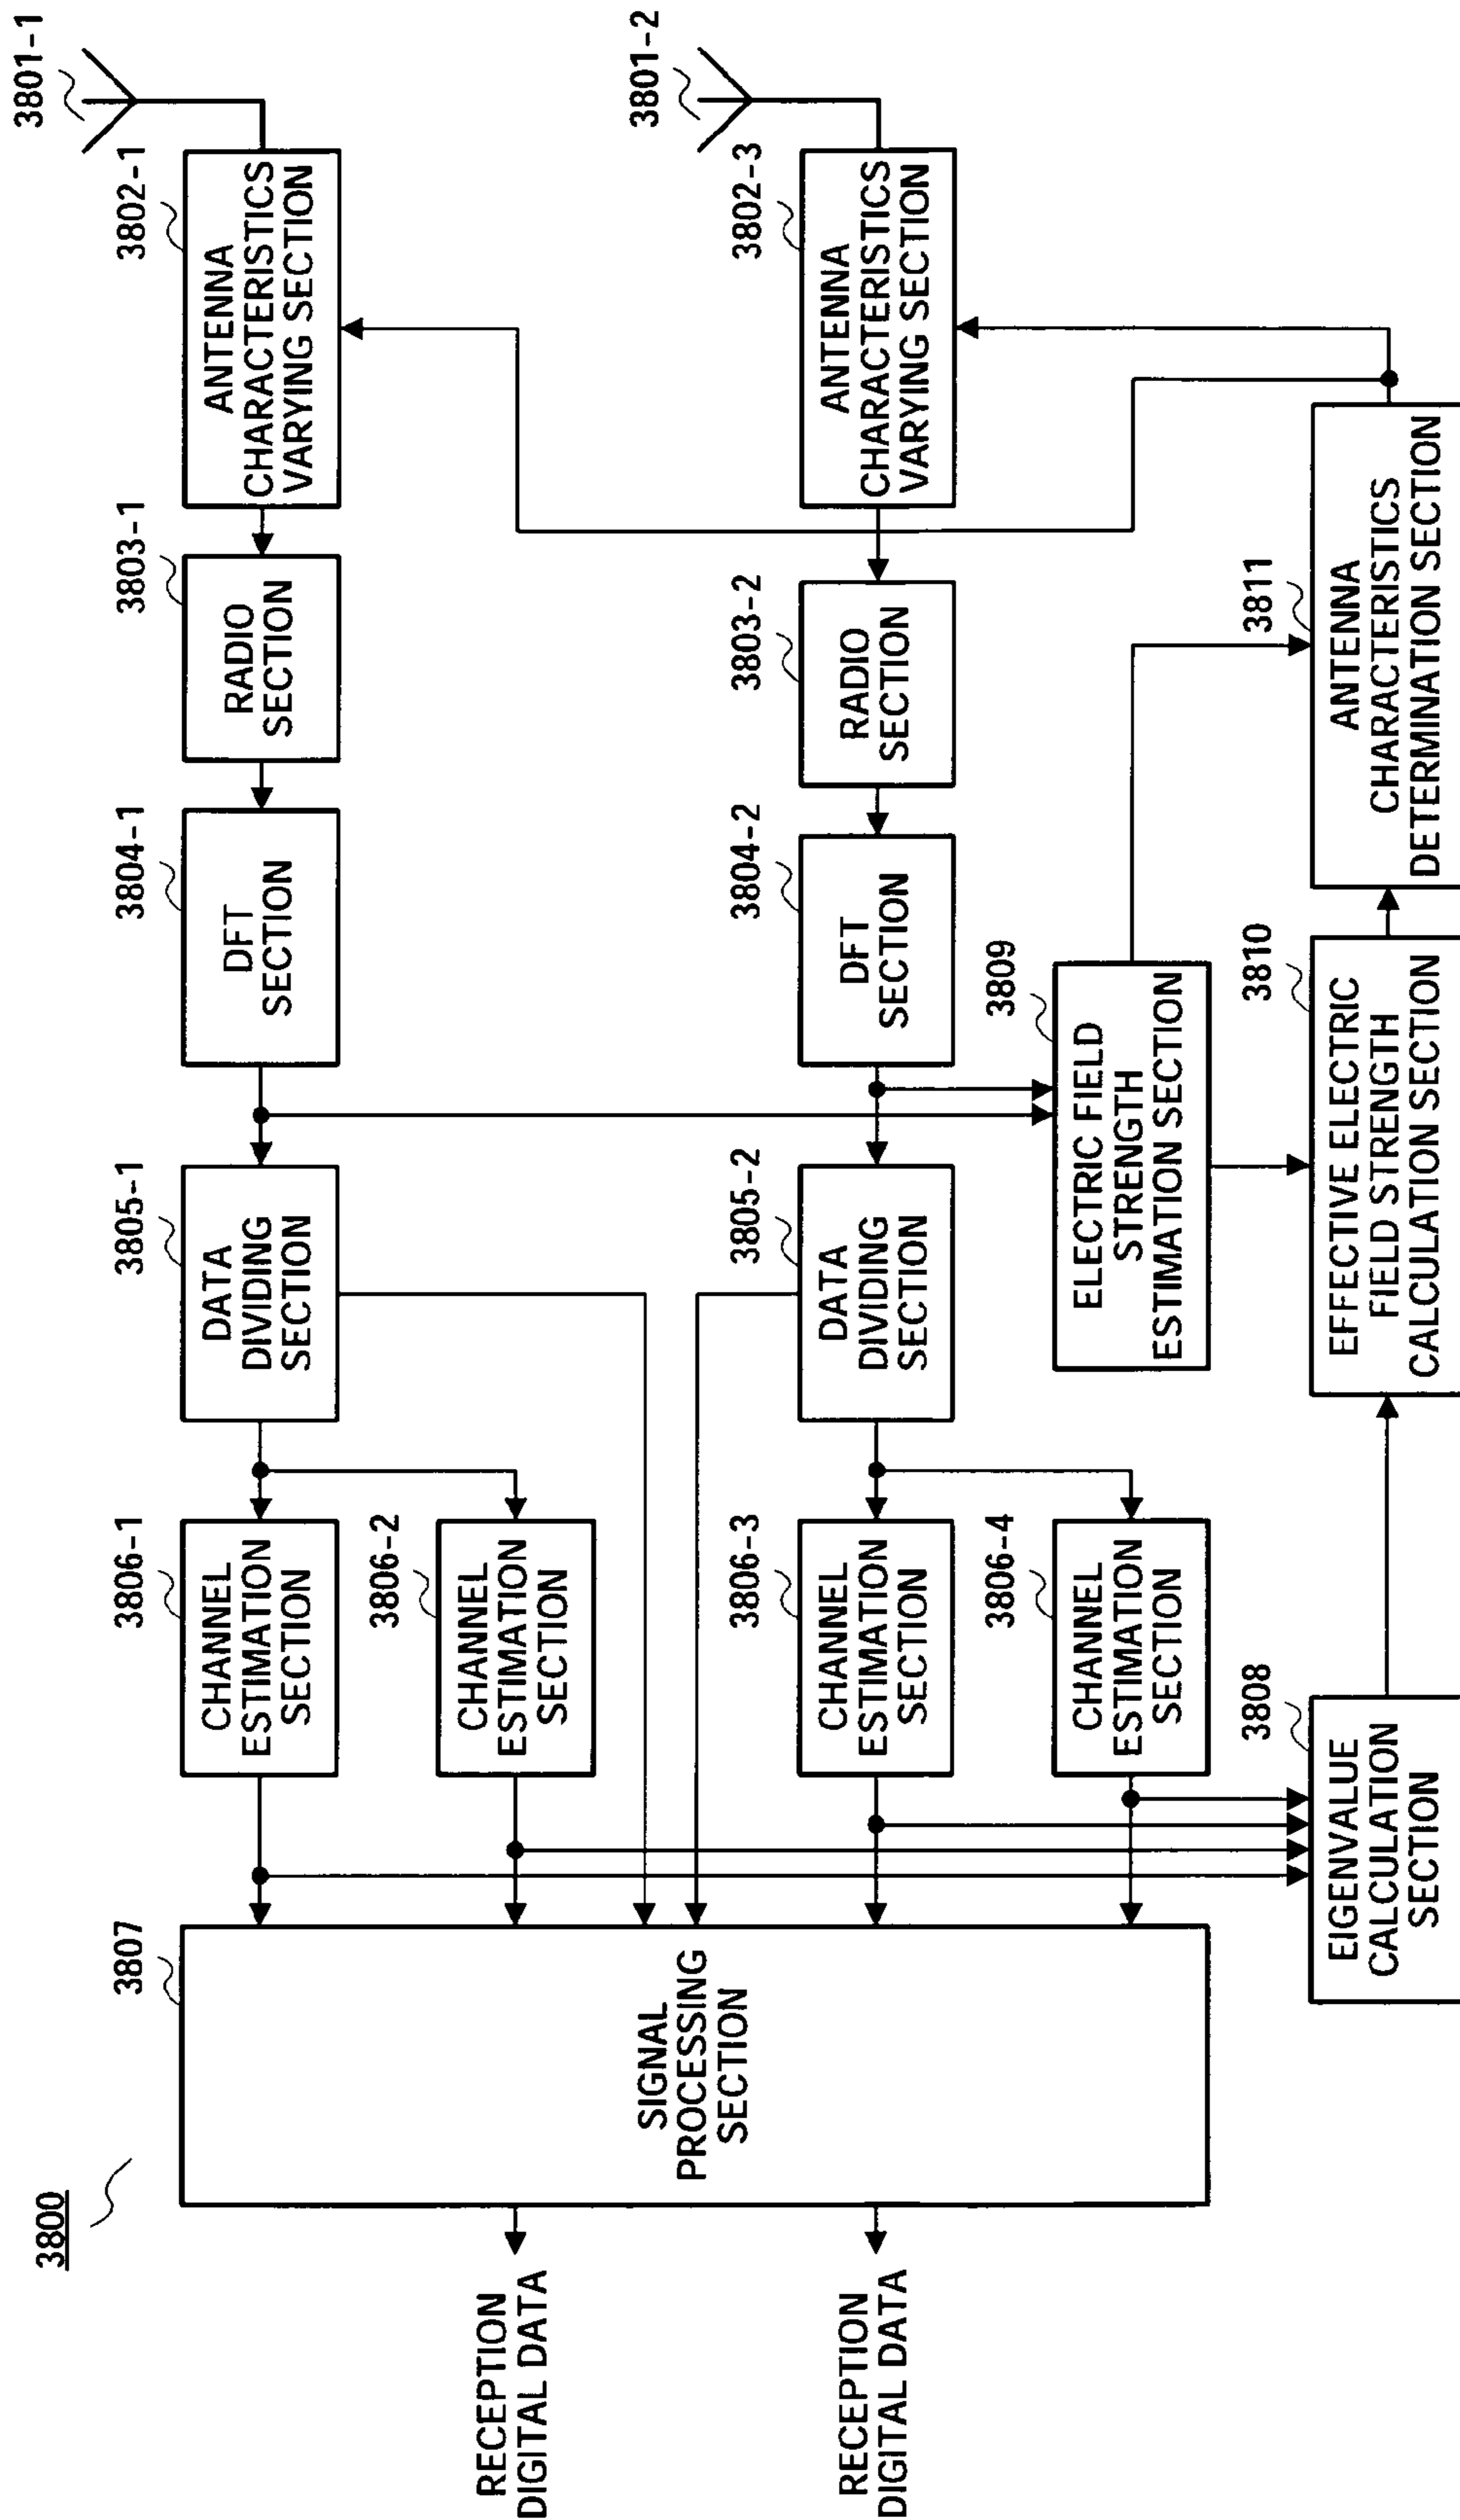 3800
3801-1
3807
3806-1
3805-1
3804-1
3803-1
3802-1
CHANNEL
ESTIMATION
SECTION
DATA
DIVIDING
SECTION
DFT
SECTION
RADIO
SECTION
ANTENNA
CHARACTERISTICS
VARYING SECTION
3806-2
CHANNEL
ESTIMATION
SECTION
RECEPTION
DIGITAL DATA
SIGNAL
PROCESSING
SECTION
3801-2
3806-3
3805-2
3804-2
3803-2
3802-3
RECEPTION
DIGITAL DATA
CHANNEL
ESTIMATION
SECTION
DATA
DIVIDING
SECTION
DFT
SECTION
RADIO
SECTION
ANTENNA
CHARACTERISTICS
VARYING SECTION
3806-4
3809
CHANNEL
ESTIMATION
SECTION
ELECTRIC FIELD
STRENGTH
ESTIMATION SECTION
3808
3810
3811
EIGENVALUE
CALCULATION
SECTION
EFFECTIVE ELECTRIC
FIELD STRENGTH
CALCULATION SECTION
ANTENNA
CHARACTERISTICS
DETERMINATION SECTION